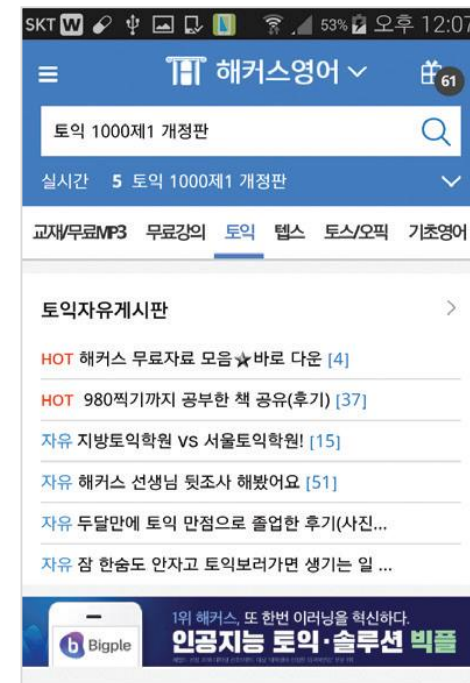 SKT W 53% 오후 12:07
해커스영어 61
토익 1000제1 개정판
실시간 5 토익 1000제1 개정판
교재/무료MP3 무료강의 토익 텝스 토스/오픽 기초영어
토익자유게시판
HOT 해커스 무료자료 모음★바로 다운 [4]
HOT 980찍기까지 공부한 책 공유(후기) [37]
자유 지방토익학원 vs 서울토익학원! [15]
자유 해커스 선생님 뒷조사 해봤어요 [51]
자유 두달만에 토익 만점으로 졸업한 후기(사진...
자유 잠 한숨도 안자고 토익보러가면 생기는 일 ...
1위 해커스, 또 한번 이러닝을 혁신하다.
b Bigple 인공지능 토익·솔루션 빅플